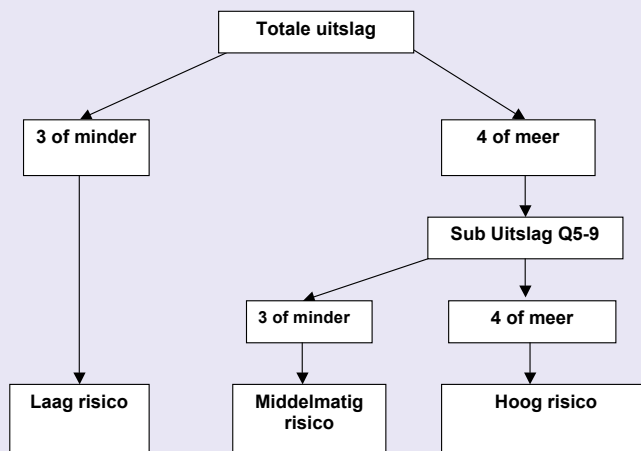 Totale uitslag
3 of minder
4 of meer
Sub Uitslag Q5-9
3 of minder
4 of meer
Laag risico
Middelmatig
risico
Hoog risico